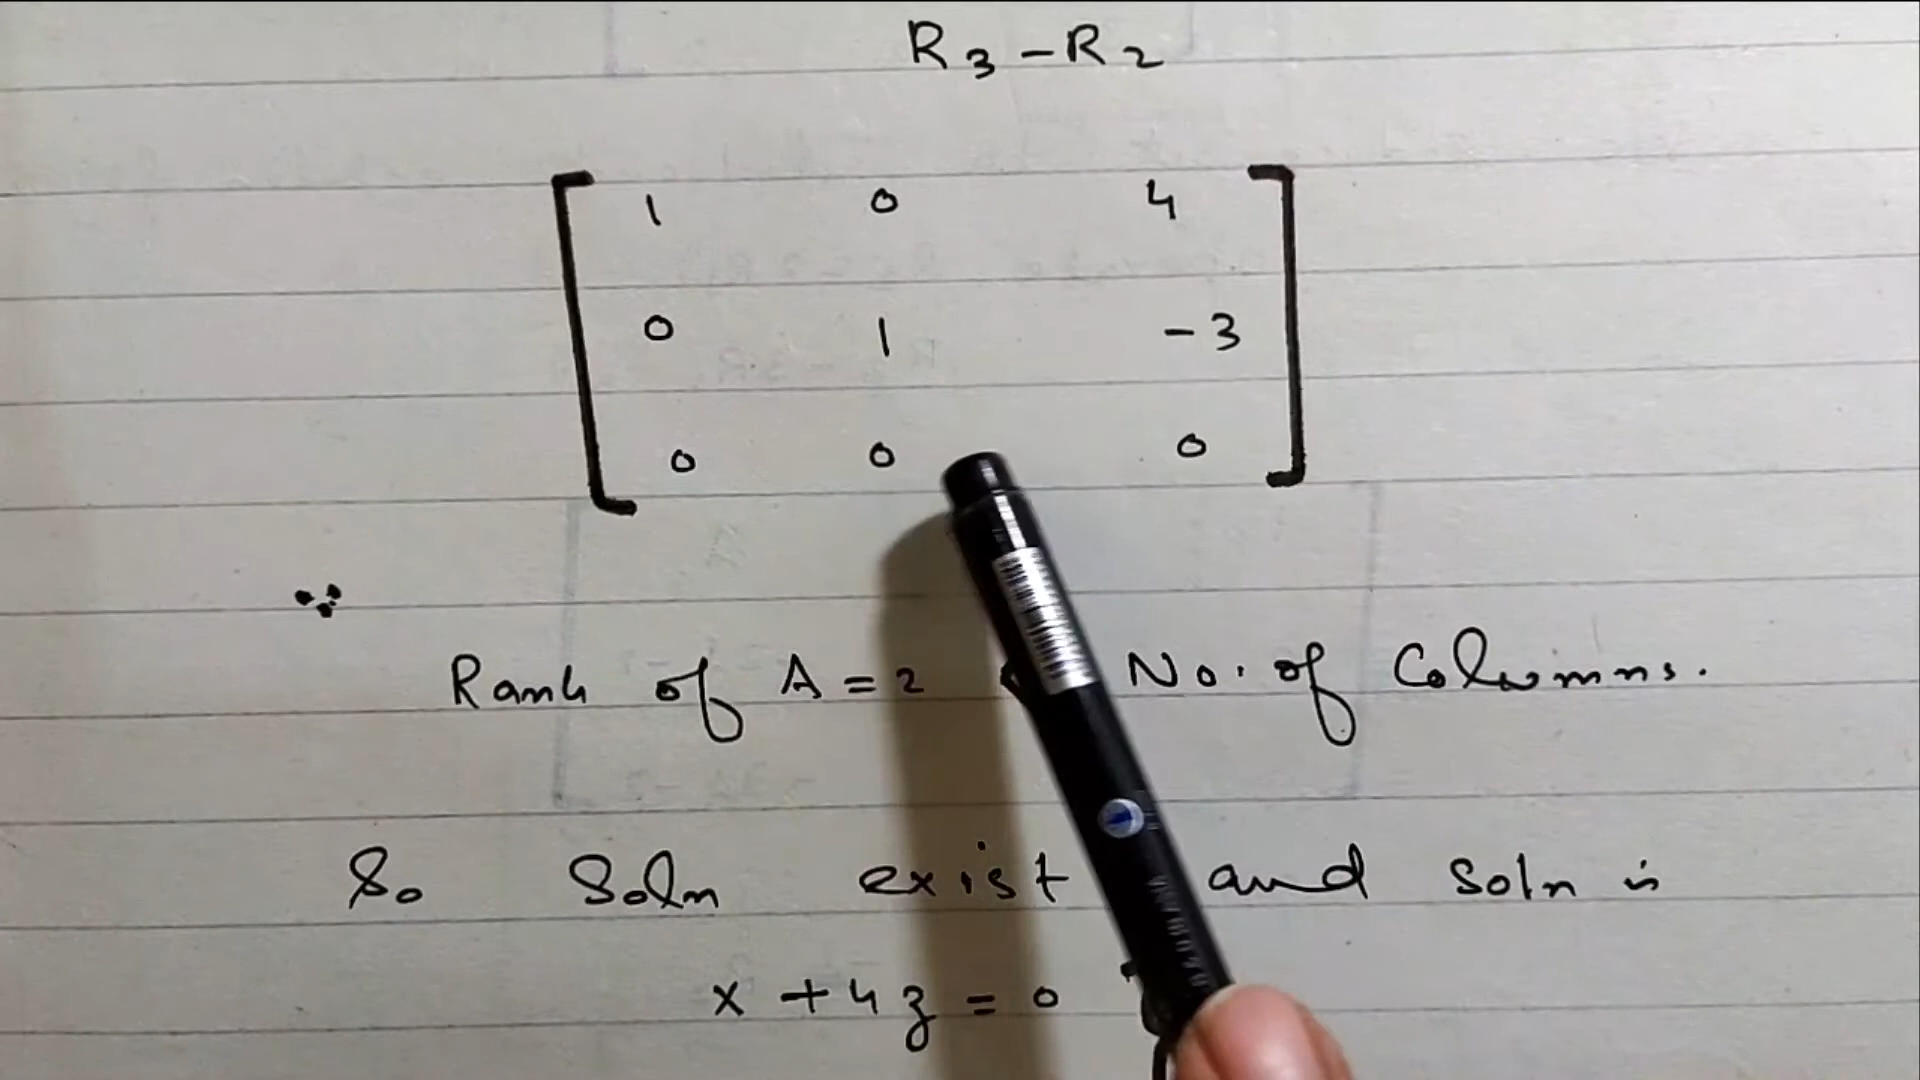 R3 - R2
1 0 4
0 1 -3
0 0 0
∵
Rank of A = 2 No. of Columns.
So Soln exist and Soln is
x + 4z = 0